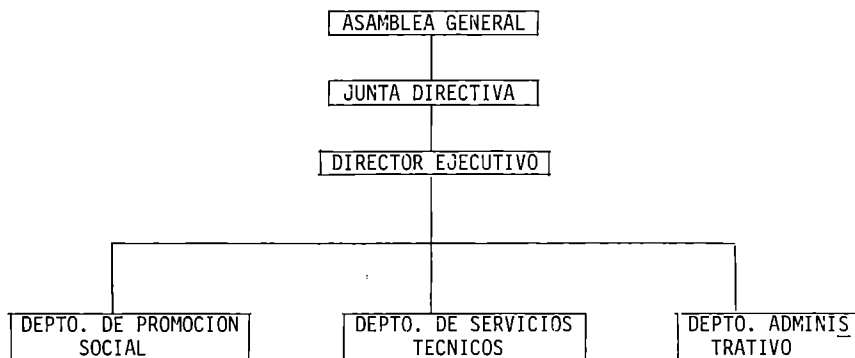 ASAMBLEA GENERAL
JUNTA DIRECTIVA
DIRECTOR EJECUTIVO
DEPTO. DE PROMOCION
SOCIAL
DEPTO. DE SERVICIOS
TECNICOS
DEPTO. ADMINIS
TRATIVO